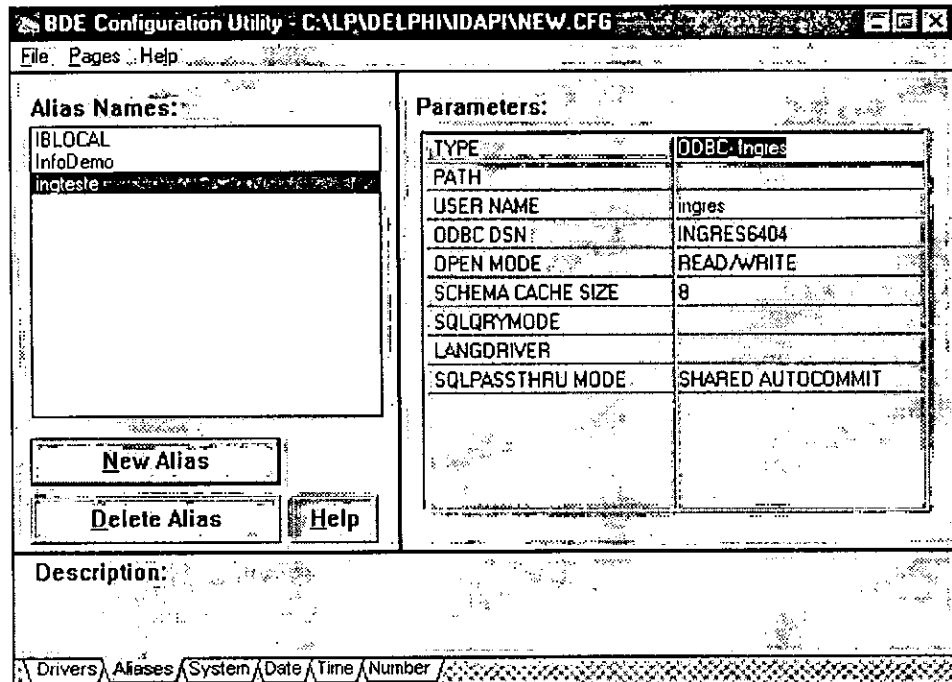 BDE Configuration Utility - C:\LP\DELPHI\IDAPI\NEW.CFG
File Pages Help
Alias Names:
IBLOCAL
InfoDemo
ingteste
New Alias
Delete Alias
Help
Parameters:
TYPE ODBC-Ingres
PATH
USER NAME ingres
ODBC DSN INGRES6404
OPEN MODE READ/WRITE
SCHEMA CACHE SIZE 8
SQLQRYMODE
LANGDRIVER
SQLPASSTHRU MODE SHARED AUTOCOMMIT
Description:
Drivers Aliases System Date Time Number